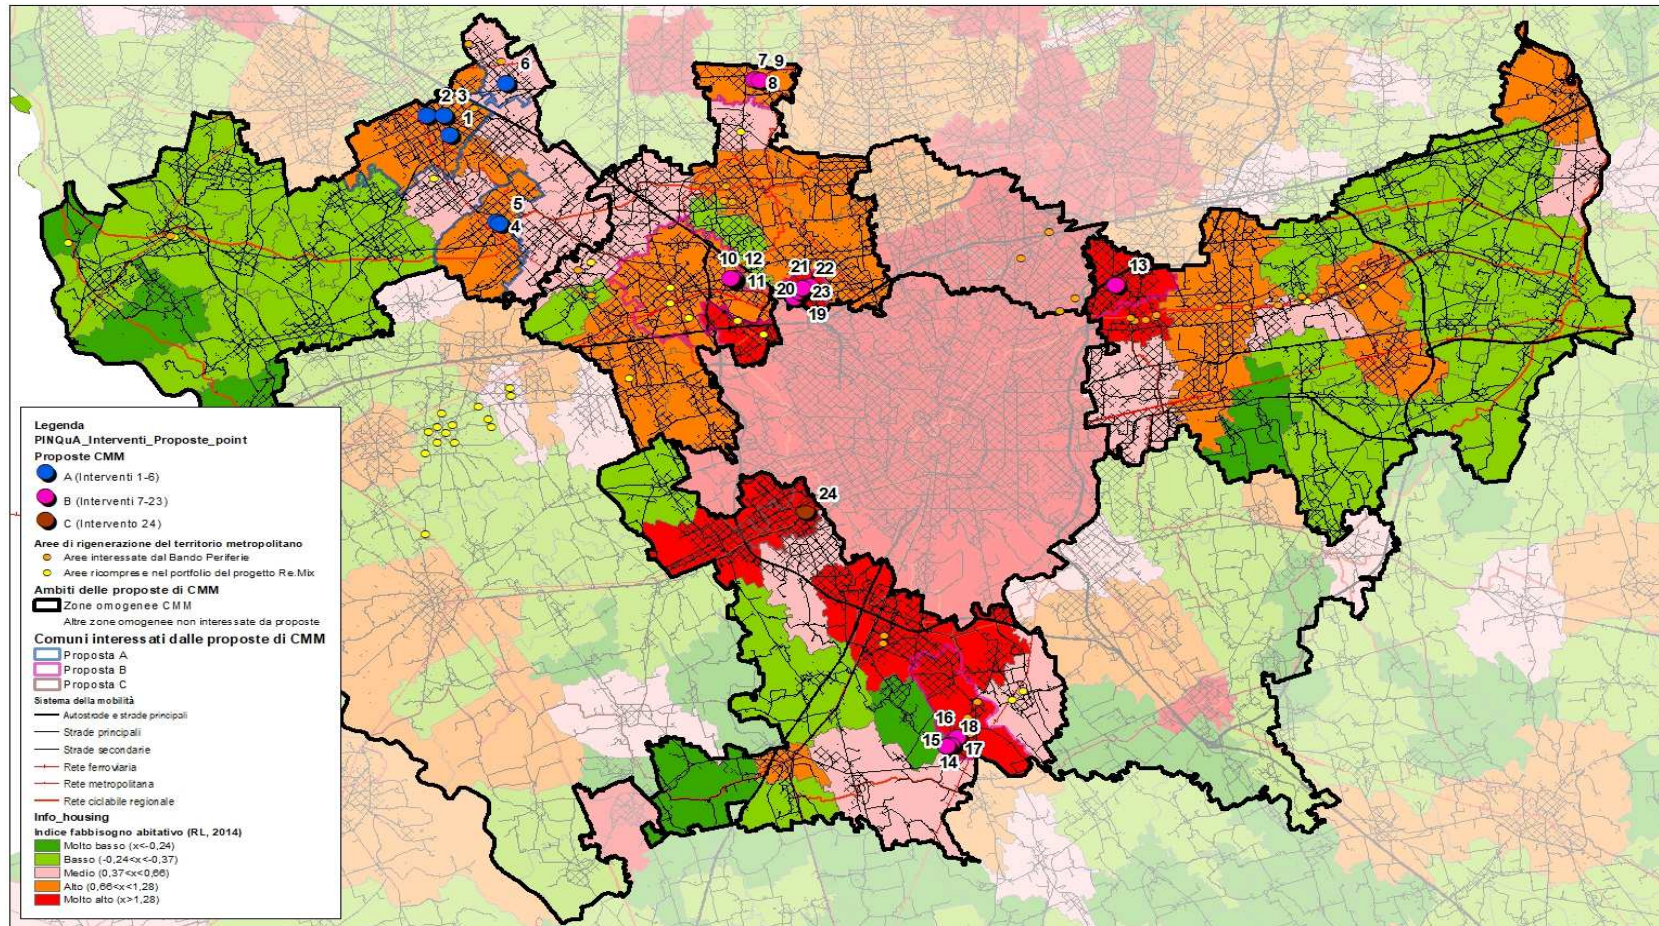 6
2 3
1
5
4
7 9
8
10 12
11
21 22
20 23
19
13
24
16
18
15
17
14
Legenda
PINQuA_Interventi_Proposte_point
Proposte CMM
A (Interventi 1-6)
B (Interventi 7-23)
C (Intervento 24)
Aree di rigenerazione del territorio metropolitano
Aree interessate dal Bando Periferie
Aree ricomprese nel portfolio del progetto Re.Mix
Ambiti delle proposte di CMM
Zone omogenee CMM
Altre zone omogenee non interessate da proposte
Comuni interessati dalle proposte di CMM
Proposta A
Proposta B
Proposta C
Sistema della mobilità
Autostrade e strade principali
Strade principali
Strade secondarie
Rete ferroviaria
Rete metropolitana
Rete ciclabile regionale
Info_housing
Indice fabbisogno abitativo (RL, 2014)
Molto basso (x<-0,24)
Basso (-0,24<x<-0,37)
Medio (0,37<x<0,66)
Alto (0,66<x<1,28)
Molto alto (x>1,28)